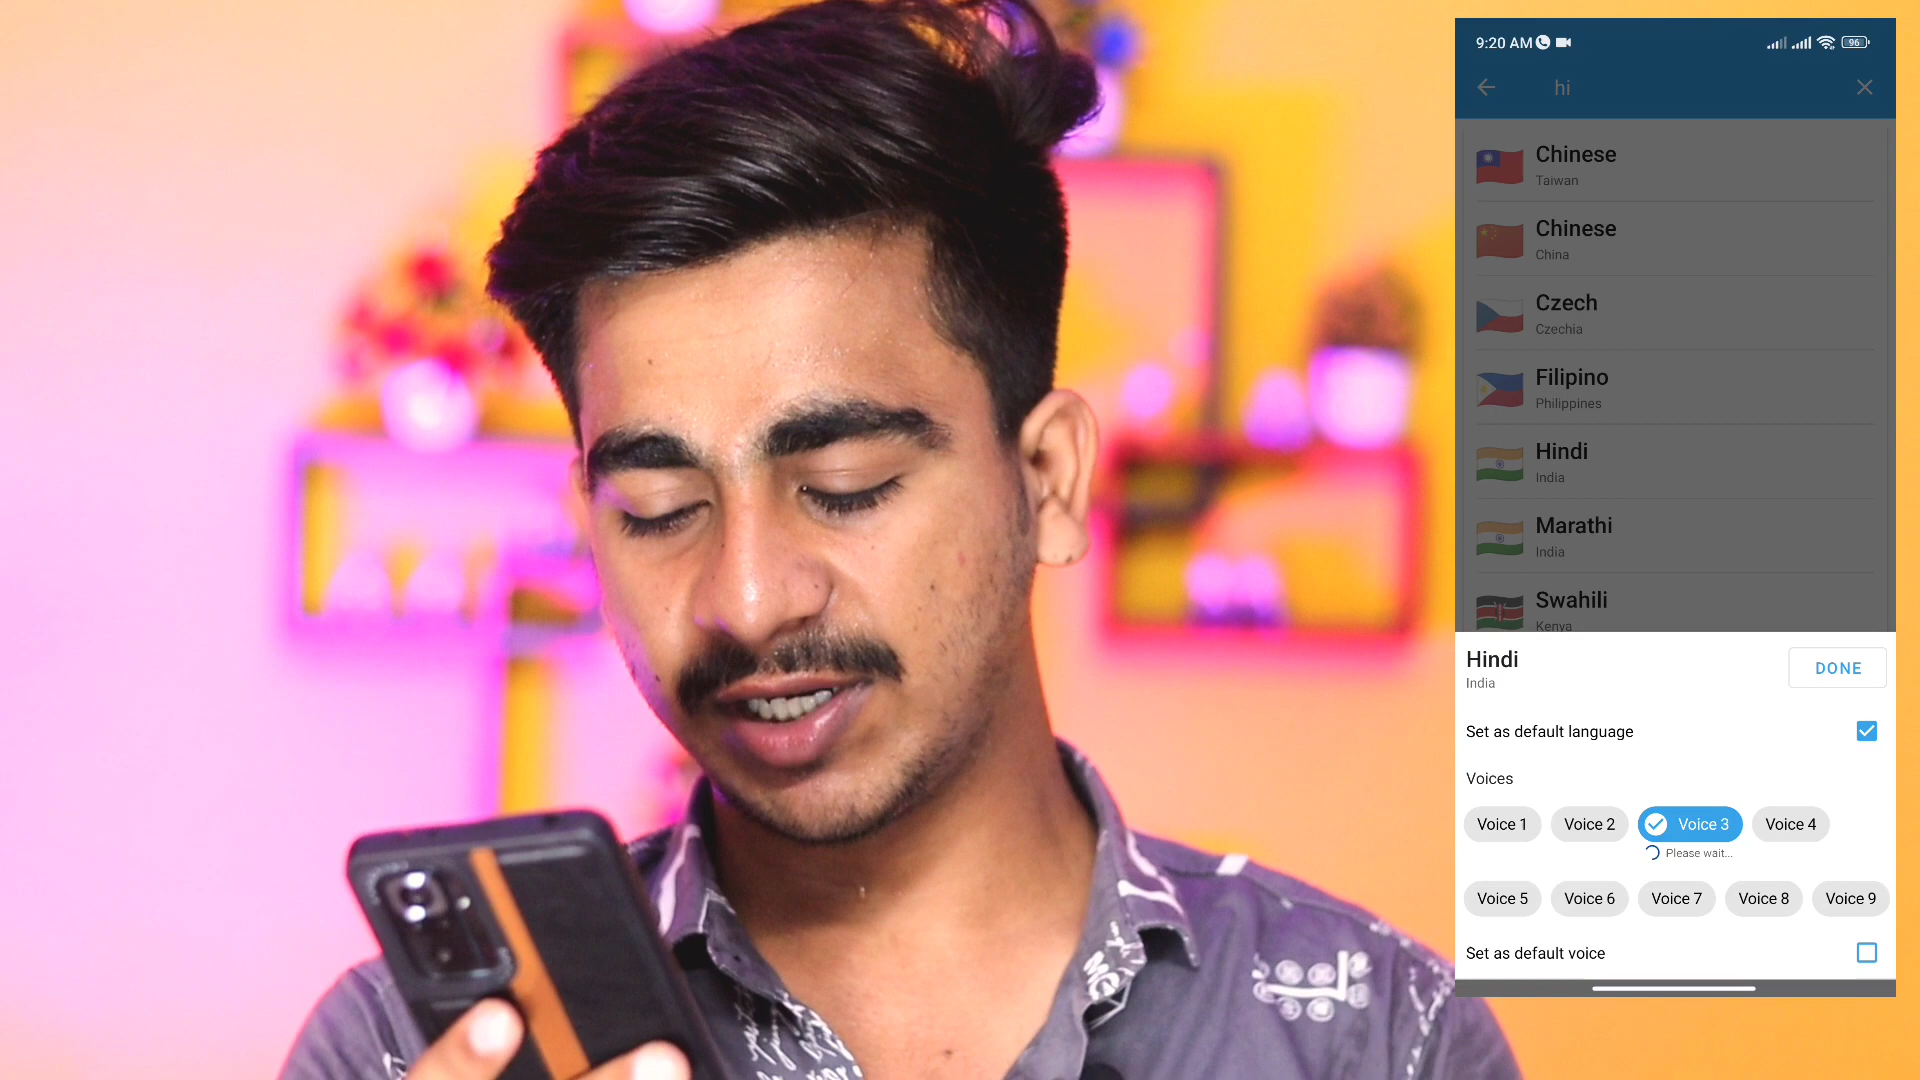 9:20 AM
96
hi
Chinese
Taiwan
Chinese
China
Czech
Czechia
Filipino
Philippines
Hindi
India
Marathi
India
Swahili
Kenya
Hindi
India
DONE
Set as default language
Voices
Voice 1 Voice 2 Voice 3 Voice 4
Please wait...
Voice 5 Voice 6 Voice 7 Voice 8 Voice 9
Set as default voice